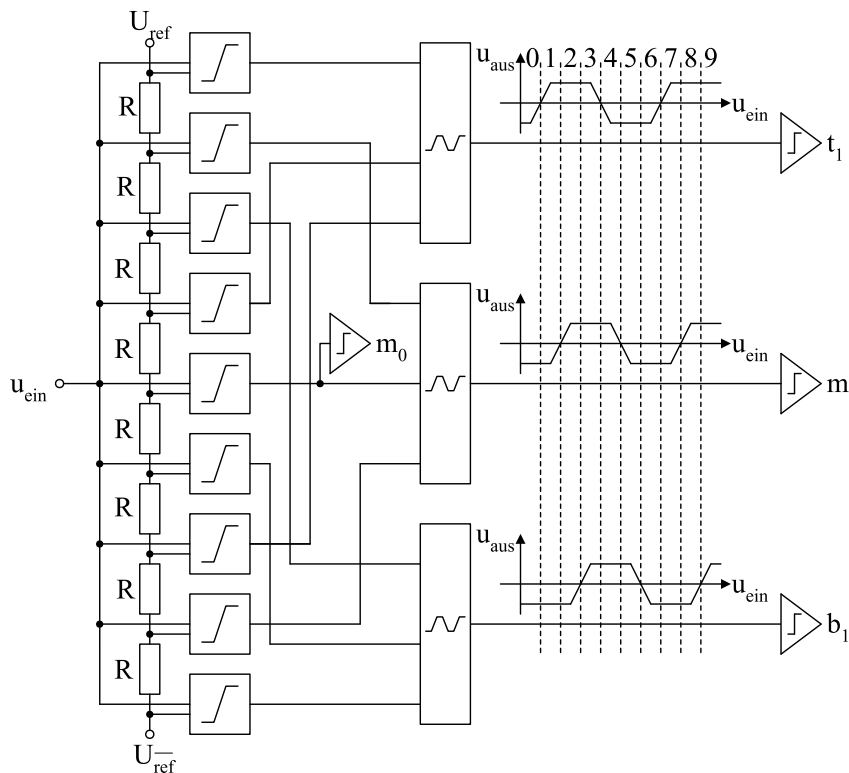 U_ref
R
R
R
R
R
R
R
R
u_ein
U_ref^−
m_0
u_aus 0 1 2 3 4 5 6 7 8 9
u_ein
t_1
u_aus
u_ein
m
u_aus
u_ein
b_1